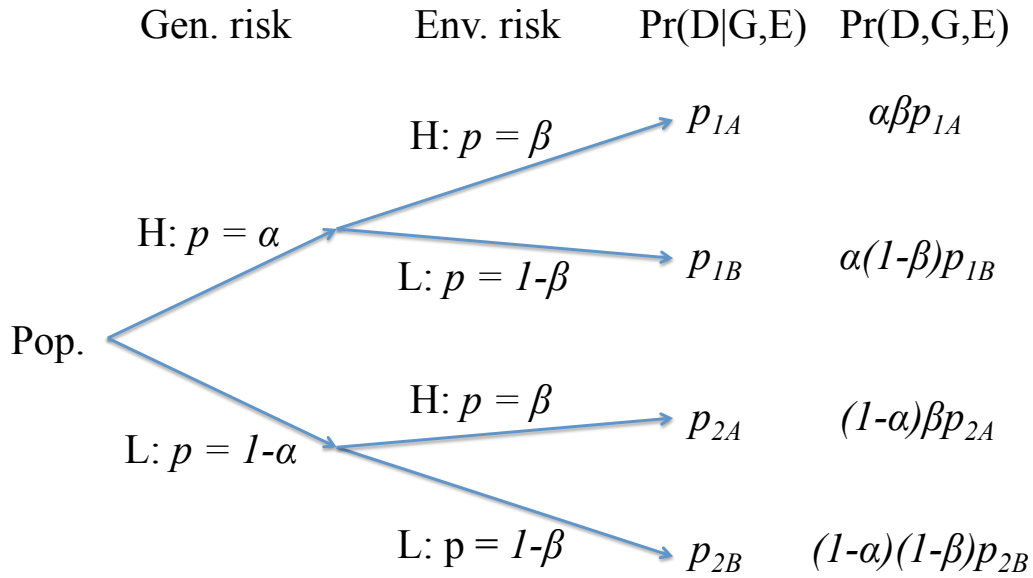 Gen. risk Env. risk Pr(D|G,E) Pr(D,G,E)
H: p = β p1A αβp1A
H: p = α
L: p = 1-β p1B α(1-β)p1B
Pop.
H: p = β p2A (1-α)βp2A
L: p = 1-α
L: p = 1-β p2B (1-α)(1-β)p2B